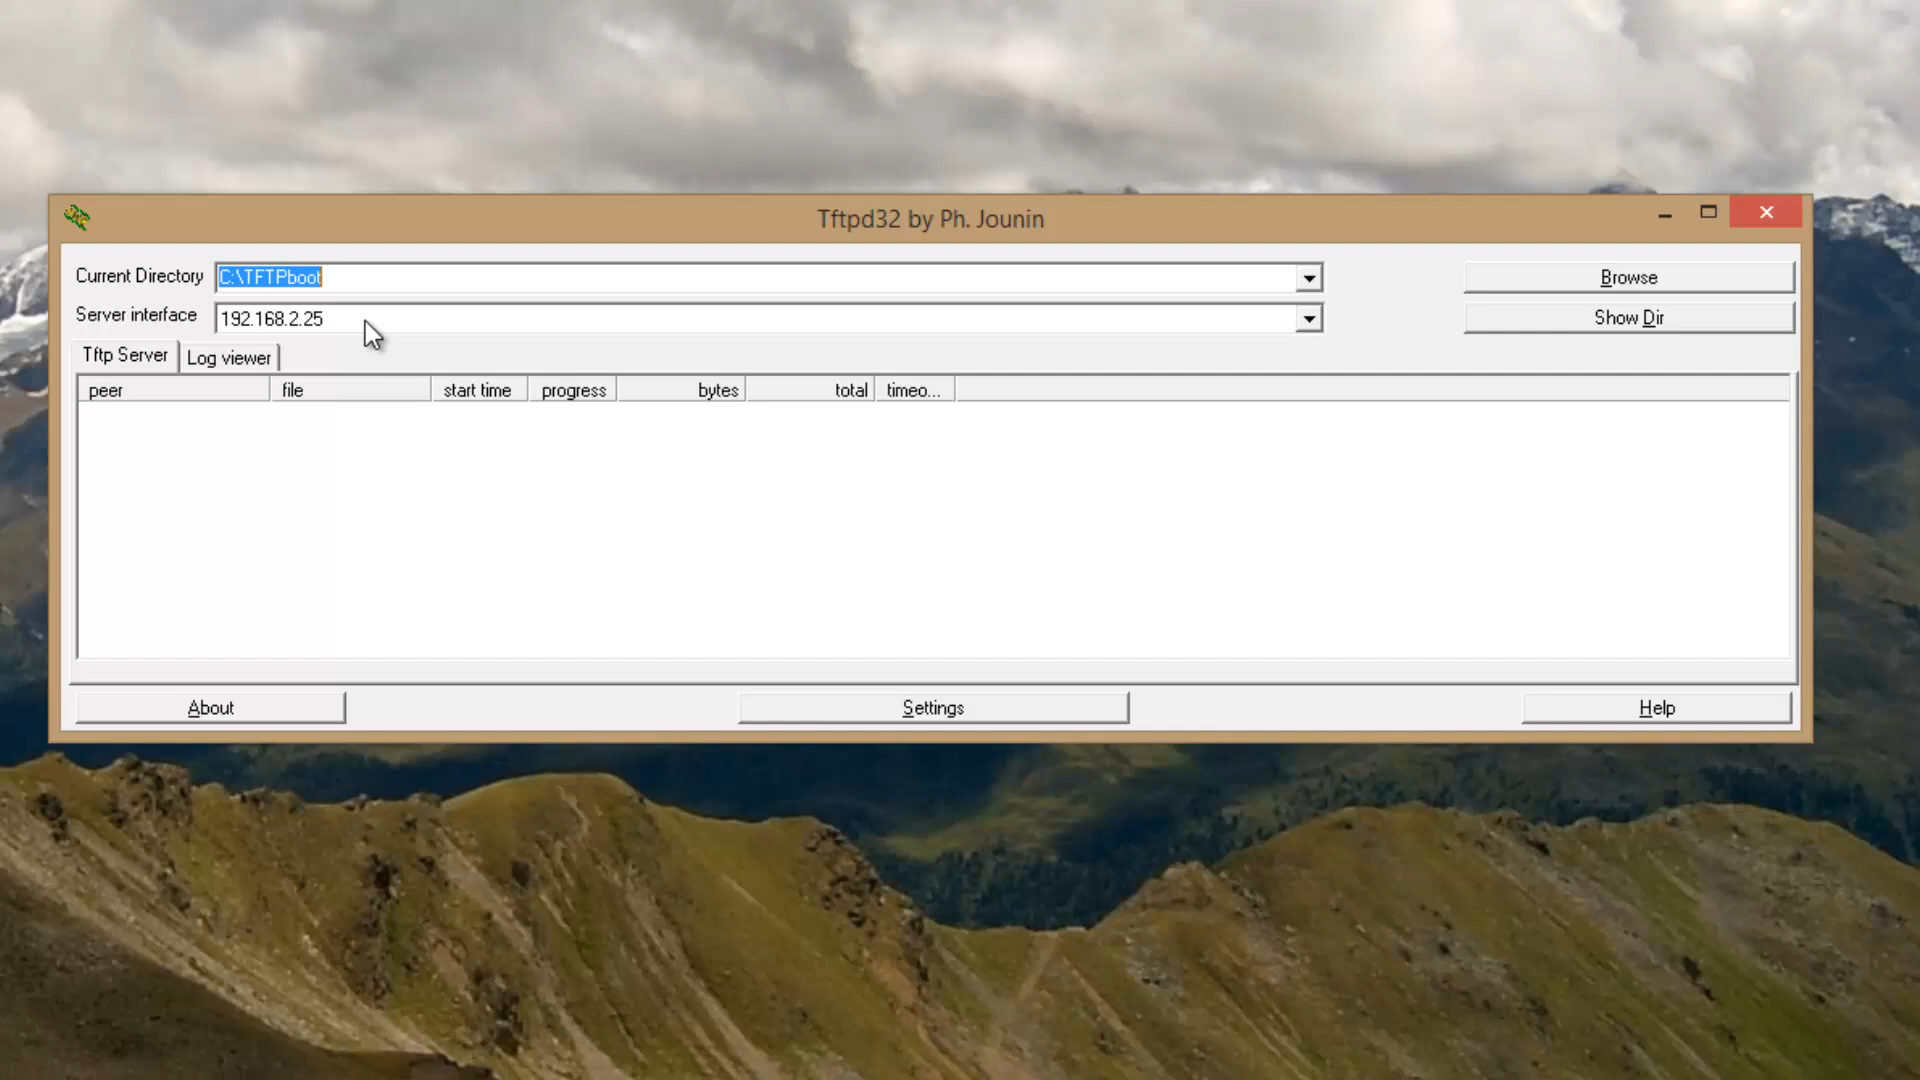 Tftpd32 by Ph. Jounin
Current Directory C:\TFTPboot Browse
Server interface 192.168.2.25 Show Dir
Tftp Server Log viewer
peer file start time progress bytes total timeo...
About Settings Help